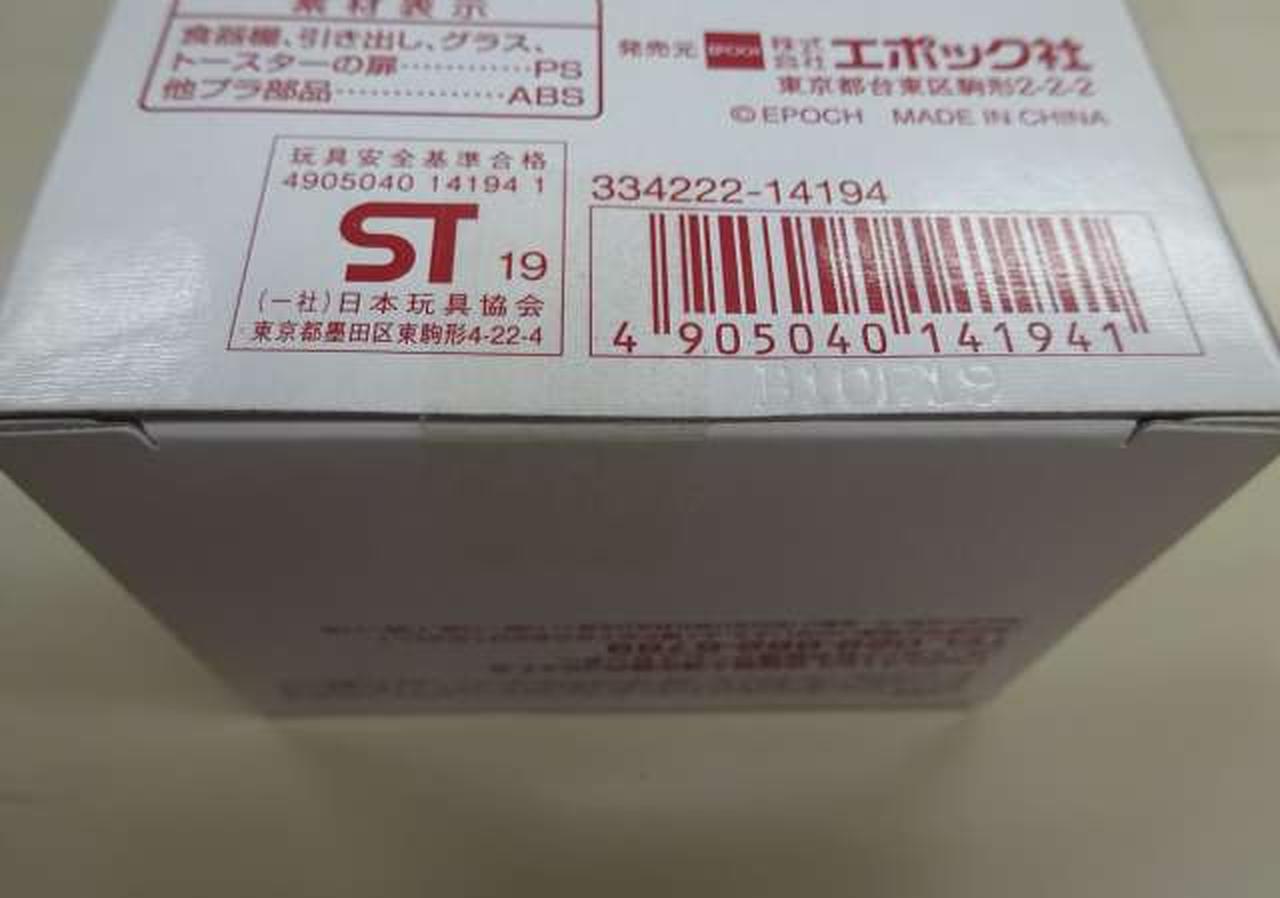 素材表示
食器棚、引き出し、グラス、
トースターの扉…………PS
他プラ部品……………ABS
発売元 EPOCH 株式会社 エポック社
東京都台東区駒形2-2-2
©EPOCH MADE IN CHINA
玩具安全基準合格
4905040 14194 1
ST 19
(一社)日本玩具協会
東京都墨田区東駒形4-22-4
334222-14194
4 905040 141941